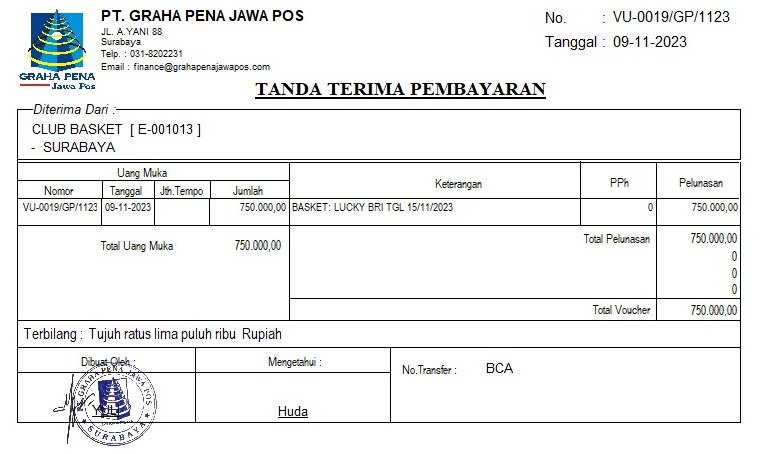 PT. GRAHA PENA JAWA POS
JL. A.YANI 88
Surabaya
Telp. : 031-8202231
Email : finance@grahapenajawapos.com
GRAHA PENA
Jawa Pos
No. : VU-0019/GP/1123
Tanggal : 09-11-2023
TANDA TERIMA PEMBAYARAN
Diterima Dari :
CLUB BASKET [ E-001013 ]
- SURABAYA
Uang Muka Keterangan PPh Pelunasan
Nomor Tanggal Jth.Tempo Jumlah
VU-0019/GP/1123 09-11-2023 750.000,00 BASKET: LUCKY BRI TGL 15/11/2023 0 750.000,00
Total Uang Muka 750.000,00 Total Pelunasan 750.000,00
0
0
0
Total Voucher 750.000,00
Terbilang : Tujuh ratus lima puluh ribu Rupiah
Dibuat Oleh : Mengetahui : No.Transfer : BCA
PT. GRAHA PENA JAWA POS
SURABAYA
Huda